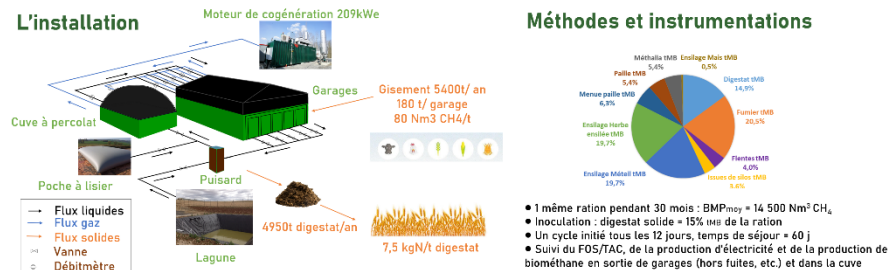 L'installation
Moteur de cogénération 209kWe
Garages
Gisement 5400t/ an
180 t/ garage
80 Nm3 CH4/t
Cuve à percolat
Poche à lisier
Puisard
Lagune
4950t digestat/an
7,5 kgN/t digestat
→ Flux liquides
→ Flux gaz
→ Flux solides
Vanne
Débitmètre
Méthodes et instrumentations
Ensilage Mais tMB
0,5%
Méthalia tMB
5,4%
Paille tMB
5,4%
Menue paille tMB
6,3%
Ensilage Herbe
ensilée tMB
19,7%
Ensilage Métail tMB
19,7%
Digestat tMB
14,9%
Fumier tMB
20,5%
Fientes tMB
4,0%
Issues de silos tMB
● 1 même ration pendant 30 mois : BMPmoy = 14 500 Nm³ CH₄
● Inoculation : digestat solide = 15% tMB de la ration
● Un cycle initié tous les 12 jours, temps de séjour = 60 j
● Suivi du FOS/TAC, de la production d'électricité et de la production de
biométhane en sortie de garages (hors fuites, etc.) et dans la cuve